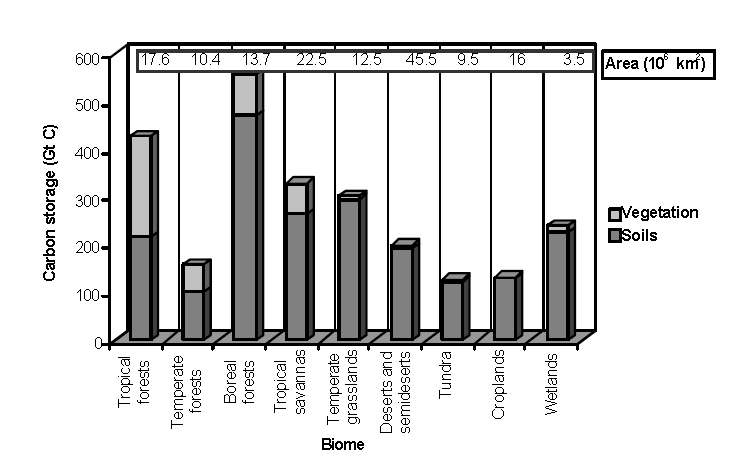 600
17.6 10.4 13.7 22.5 12.5 45.5 9.5 16 3.5
Area (10⁶ km²)
500
400
300
200
100
0
Carbon storage (Gt C)
Vegetation
Soils
Tropical
forests
Temperate
forests
Boreal
forests
Tropical
savannas
Temperate
grasslands
Deserts and
semideserts
Tundra
Croplands
Wetlands
Biome